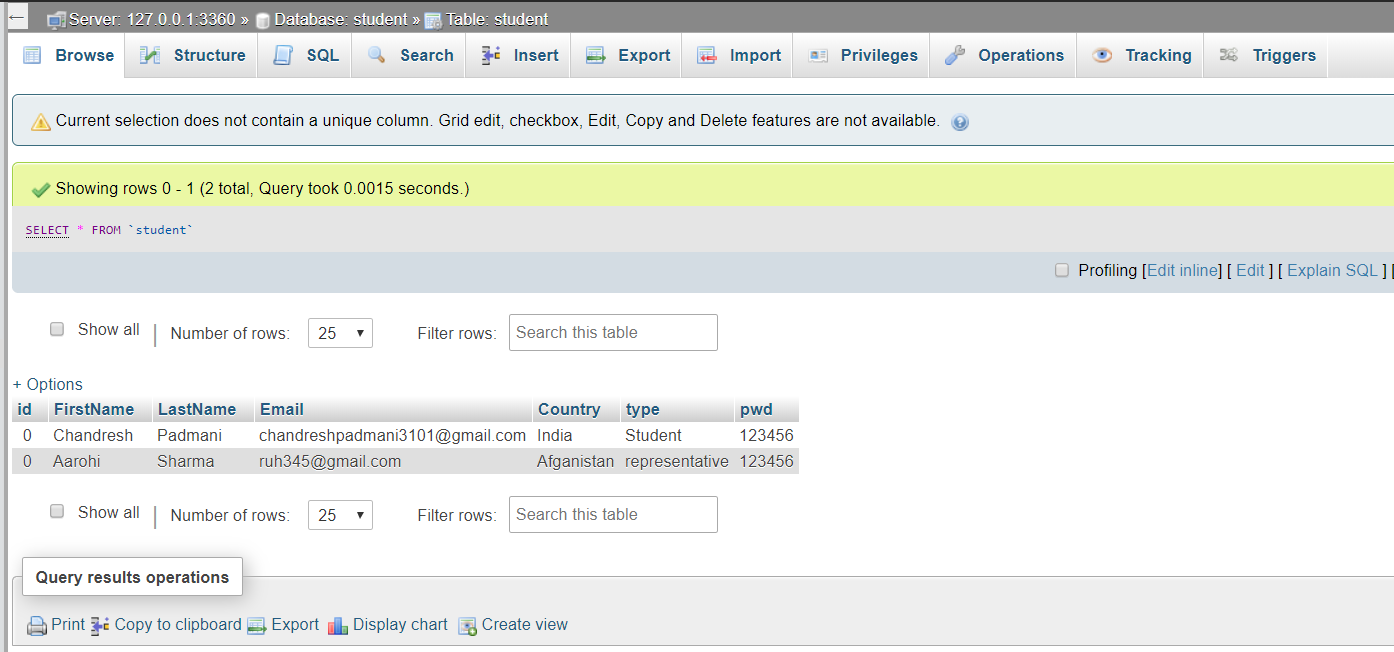 ← Server: 127.0.0.1:3360 » Database: student » Table: student
Browse Structure SQL Search Insert Export Import Privileges Operations Tracking Triggers
Current selection does not contain a unique column. Grid edit, checkbox, Edit, Copy and Delete features are not available.
Showing rows 0 - 1 (2 total, Query took 0.0015 seconds.)
SELECT * FROM `student`
Profiling [Edit inline] [ Edit ] [ Explain SQL ] [
Show all | Number of rows: 25 Filter rows: Search this table
+ Options
id FirstName LastName Email Country type pwd
0 Chandresh Padmani chandreshpadmani3101@gmail.com India Student 123456
0 Aarohi Sharma ruh345@gmail.com Afganistan representative 123456
Show all | Number of rows: 25 Filter rows: Search this table
Query results operations
Print Copy to clipboard Export Display chart Create view